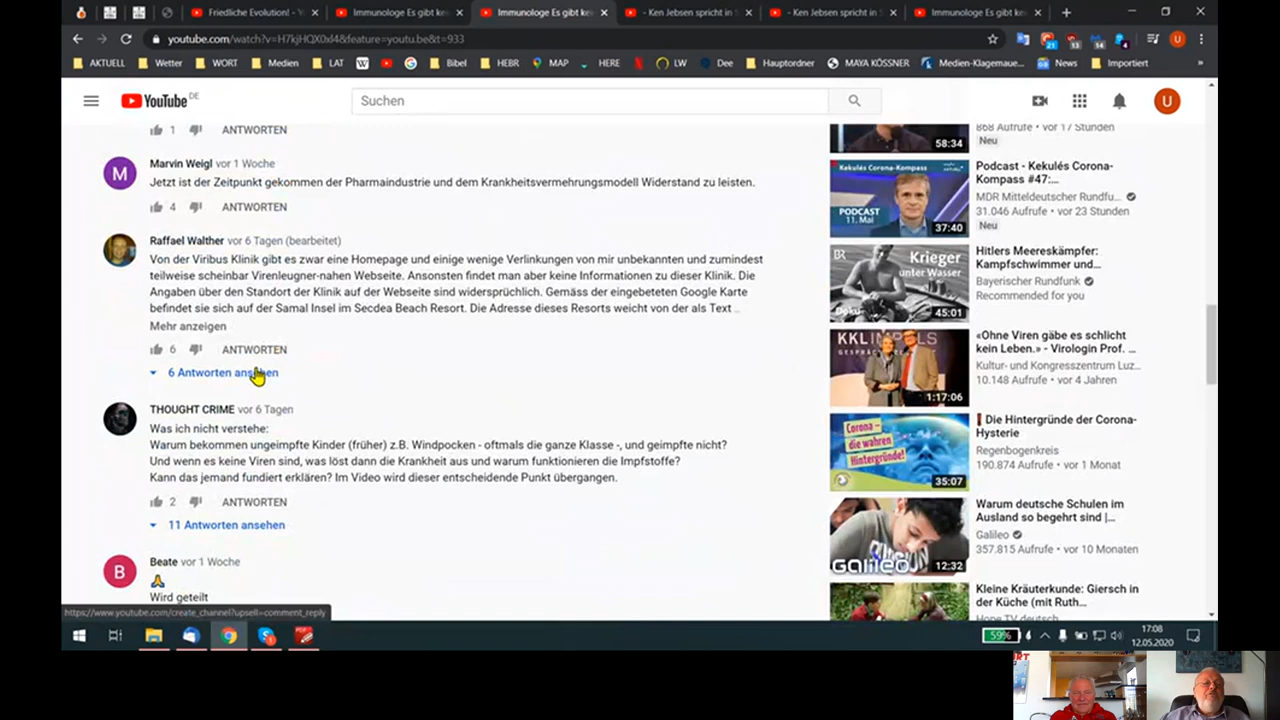 Friedliche Evolution! - Y
Immunologe Es gibt ke
Immunologe Es gibt ke
- Ken Jebsen spricht in S
- Ken Jebsen spricht in S
Immunologe Es gibt ke
youtube.com/watch?v=H7kjHQX0xl4&feature=youtu.be&t=933
AKTUELL
Wetter
WORT
Medien
LAT
Bibel
HEBR
MAP
HERE
LW
Dee
Hauptordner
MAYA KÖSSNER
Medien-Klagemaue...
News
Importiert
YouTube DE
Suchen
1 ANTWORTEN
M
Marvin Weigl vor 1 Woche
Jetzt ist der Zeitpunkt gekommen der Pharmaindustrie und dem Krankheitsvermehrungsmodell Widerstand zu leisten.
4 ANTWORTEN
Raffael Walther vor 6 Tagen (bearbeitet)
Von der Viribus Klinik gibt es zwar eine Homepage und einige wenige Verlinkungen von mir unbekannten und zumindest
teilweise scheinbar Virenleugner-nahen Webseite. Ansonsten findet man aber keine Informationen zu dieser Klinik. Die
Angaben über den Standort der Klinik auf der Webseite sind widersprüchlich. Gemäss der eingebeteten Google Karte
befindet sie sich auf der Samal Insel im Secdea Beach Resort. Die Adresse dieses Resorts weicht von der als Text ..
Mehr anzeigen
6 ANTWORTEN
6 Antworten ansehen
THOUGHT CRIME vor 6 Tagen
Was ich nicht verstehe:
Warum bekommen ungeimpfte Kinder (früher) z.B. Windpocken - oftmals die ganze Klasse -, und geimpfte nicht?
Und wenn es keine Viren sind, was löst dann die Krankheit aus und warum funktionieren die Impfstoffe?
Kann das jemand fundiert erklären? Im Video wird dieser entscheidende Punkt übergangen.
2 ANTWORTEN
11 Antworten ansehen
B
Beate vor 1 Woche
Wird geteilt
https://www.youtube.com/create_channel?upsell=comment_reply
58:34
868 Aufrufe • vor 17 Stunden
Neu
Kekulés Corona-Kompass
PODCAST
11. Mai
37:40
Podcast - Kekulés Corona-
Kompass #47:...
MDR Mitteldeutscher Rundfu...
31.046 Aufrufe • vor 23 Stunden
Neu
BR
Krieger
unter Wasser
Doku
45:01
Hitlers Meereskämpfer:
Kampfschwimmer und...
Bayerischer Rundfunk
Recommended for you
KKL IMPULS
1:17:06
«Ohne Viren gäbe es schlicht
kein Leben.» - Virologin Prof. ...
Kultur- und Kongresszentrum Luz...
10.148 Aufrufe • vor 4 Jahren
Corona –
die wahren
Hintergründe!
35:07
Die Hintergründe der Corona-
Hysterie
Regenbogenkreis
190.874 Aufrufe • vor 1 Monat
GALILEO
12:32
Warum deutsche Schulen im
Ausland so begehrt sind |...
Galileo
357.815 Aufrufe • vor 10 Monaten
Kleine Kräuterkunde: Giersch in
der Küche (mit Ruth...
Hope TV deutsch
59%
17:08
12.05.2020